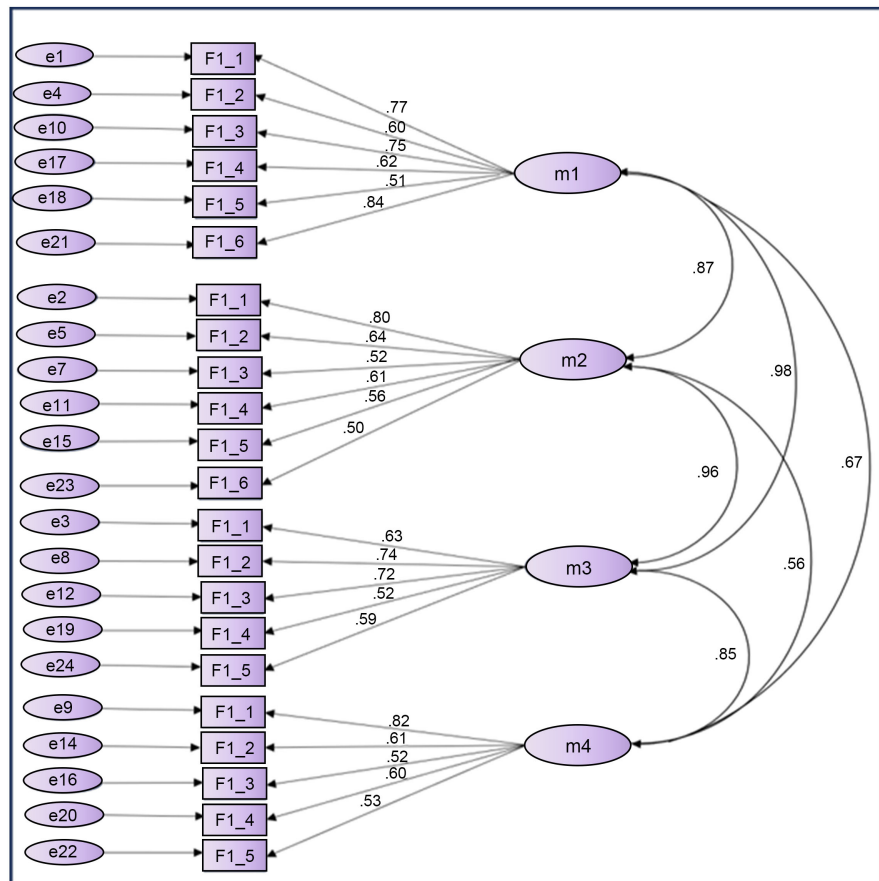 e1
F1_1
e4
F1_2
.77
e10
F1_3
.60
.75
e17
F1_4
.62
m1
e18
F1_5
.51
.84
e21
F1_6
.87
e2
F1_1
.80
e5
F1_2
.64
m2
e7
F1_3
.52
.98
e11
F1_4
.61
.56
e15
F1_5
.50
.67
e23
F1_6
.96
e3
F1_1
.63
e8
F1_2
.74
m3
.56
e12
F1_3
.72
e19
F1_4
.52
.59
e24
F1_5
.85
e9
F1_1
.82
e14
F1_2
.61
m4
e16
F1_3
.52
.60
e20
F1_4
.53
e22
F1_5